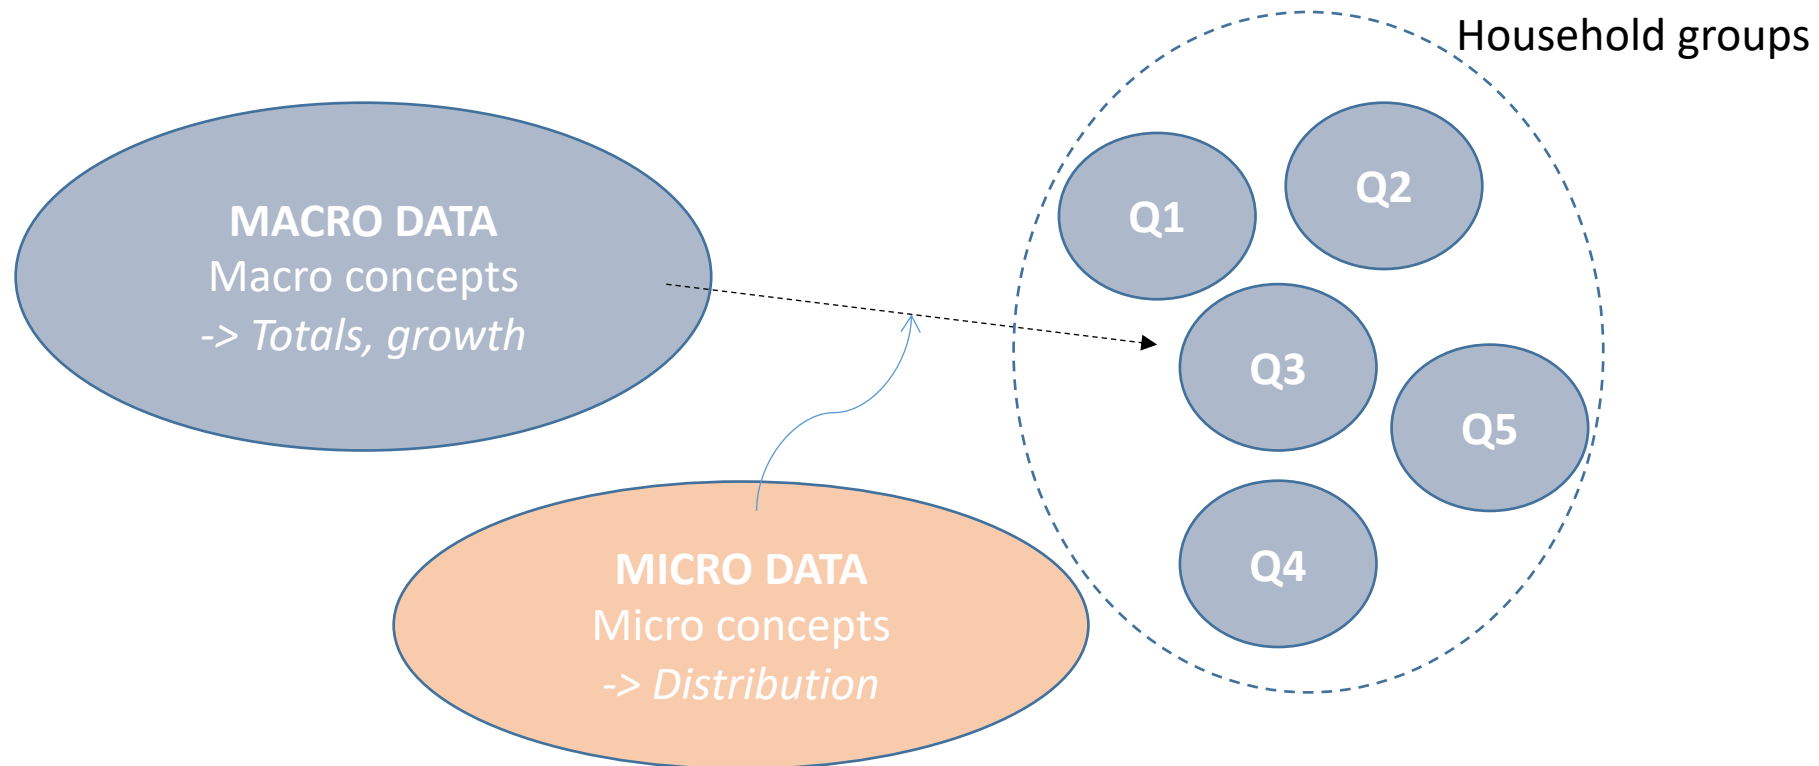 Household groups
MACRO DATA
Macro concepts
-> Totals, growth
Q1
Q2
Q3
Q5
Q4
MICRO DATA
Micro concepts
-> Distribution